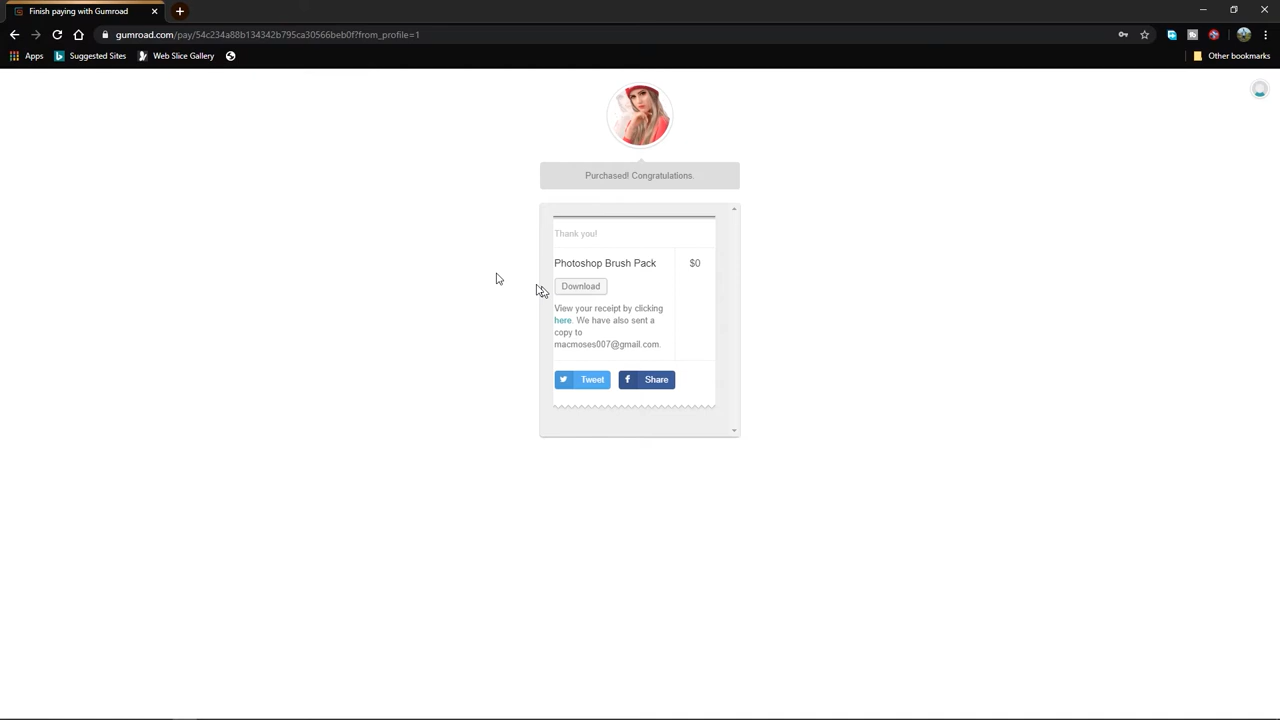 Finish paying with Gumroad
gumroad.com/pay/54c234a88b134342b795ca30566beb0f?from_profile=1
Apps Suggested Sites Web Slice Gallery Other bookmarks
Purchased! Congratulations.
Thank you!
Photoshop Brush Pack $0
Download
View your receipt by clicking
here. We have also sent a
copy to
macmoses007@gmail.com.
Tweet Share